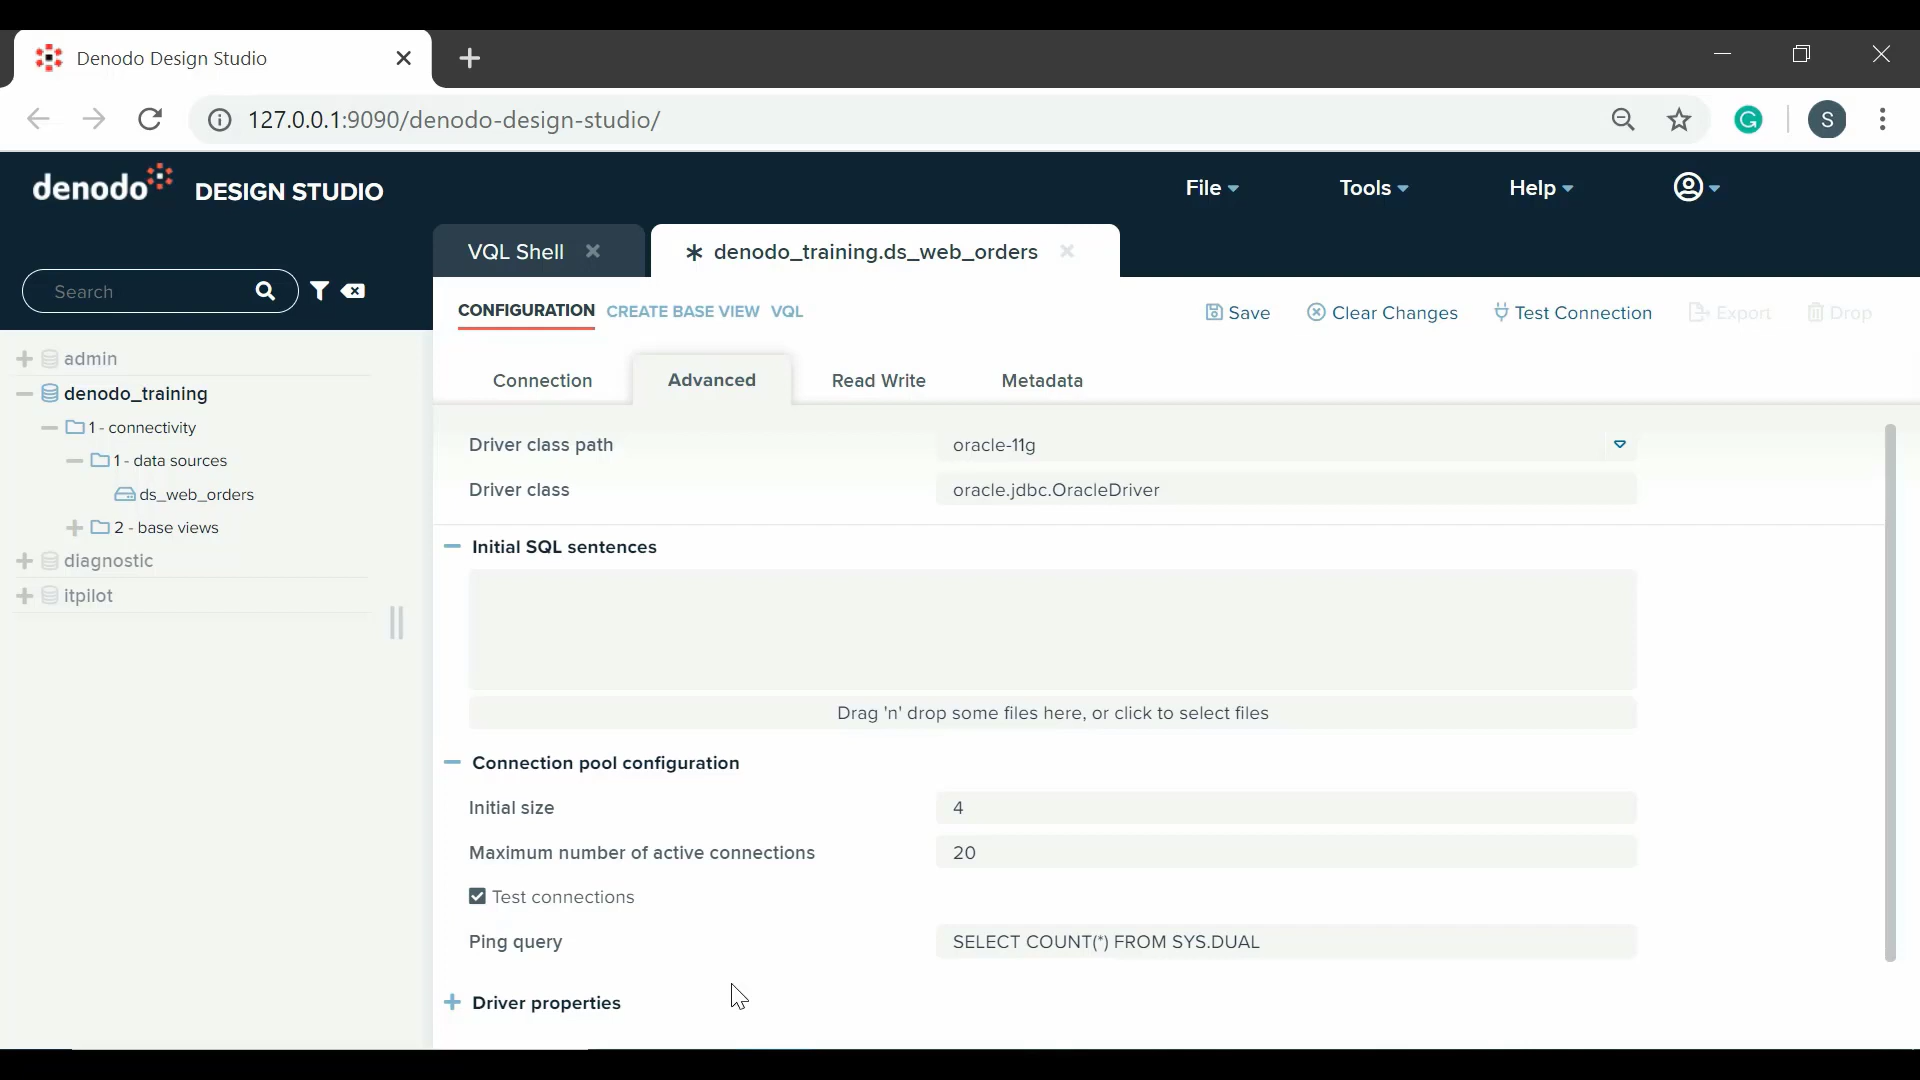 Denodo Design Studio
127.0.0.1:9090/denodo-design-studio/
S
denodo DESIGN STUDIO
File
Tools
Help
VQL Shell
* denodo_training.ds_web_orders
Search
CONFIGURATION CREATE BASE VIEW VQL
Save
Clear Changes
Test Connection
Export
Drop
admin
denodo_training
1 - connectivity
1 - data sources
ds_web_orders
2 - base views
diagnostic
itpilot
Connection
Advanced
Read Write
Metadata
Driver class path
oracle-11g
Driver class
oracle.jdbc.OracleDriver
Initial SQL sentences
Drag 'n' drop some files here, or click to select files
Connection pool configuration
Initial size
4
Maximum number of active connections
20
Test connections
Ping query
SELECT COUNT(*) FROM SYS.DUAL
Driver properties